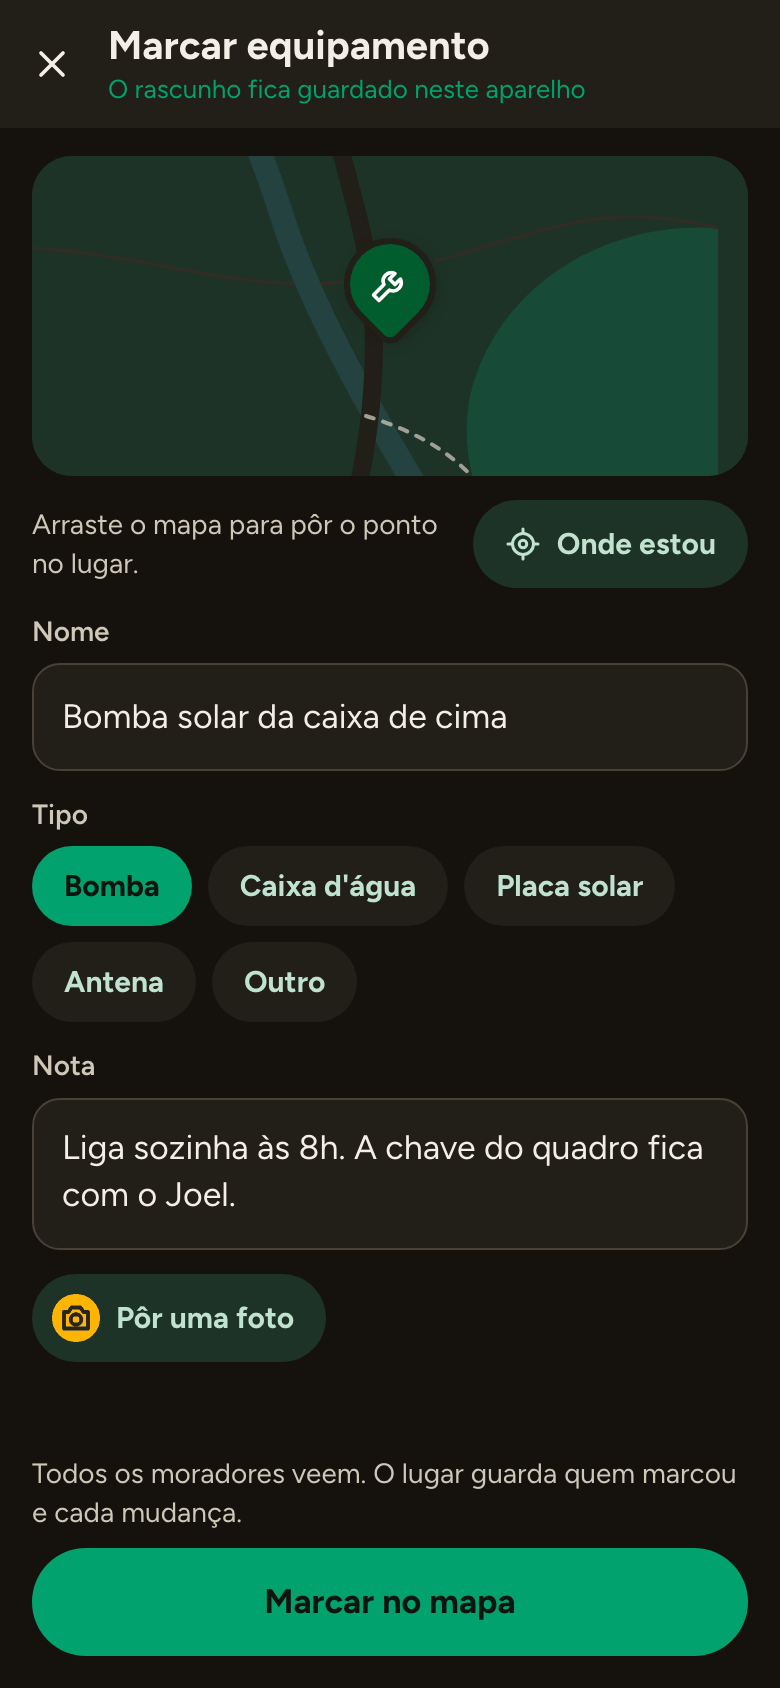 Marcar equipamento
O rascunho fica guardado neste aparelho
Arraste o mapa para pôr o ponto
no lugar.
Onde estou
Nome
Bomba solar da caixa de cima
Tipo
Bomba
Caixa d'água
Placa solar
Antena
Outro
Nota
Liga sozinha às 8h. A chave do quadro fica
com o Joel.
Pôr uma foto
Todos os moradores veem. O lugar guarda quem marcou
e cada mudança.
Marcar no mapa